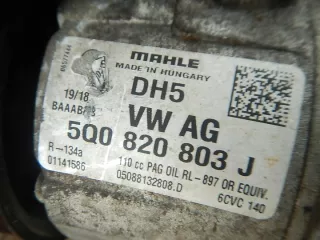 MAHLE
MADE IN HUNGARY
19/18
DH5
VW AG
5Q0 820 803 J
R-134a
110 cc PAG OIL RL-897 OR EQUIV.
01141586
05088132808.D
6CVC 140